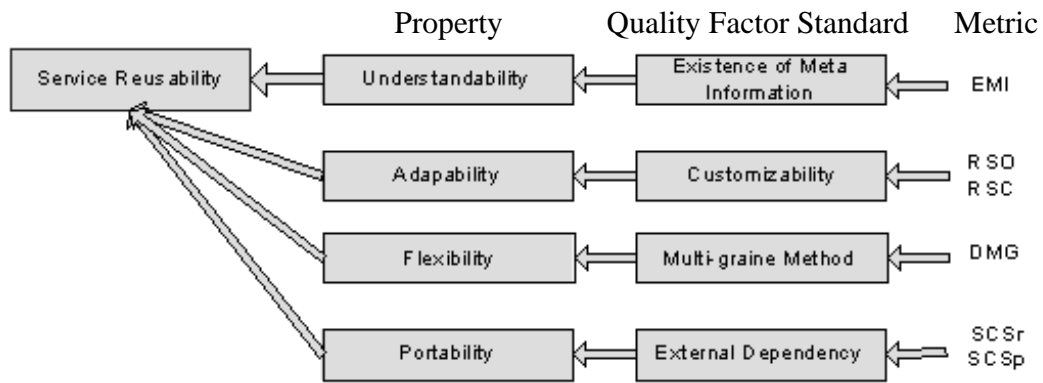 Property Quality Factor Standard Metric
Service Reusability
Understandability
Existence of Meta
Information
EMI
Adapability
Customizability
RSO
RSC
Flexibility
Multi-graine Method
DMG
Portability
External Dependency
SCSr
SCSp